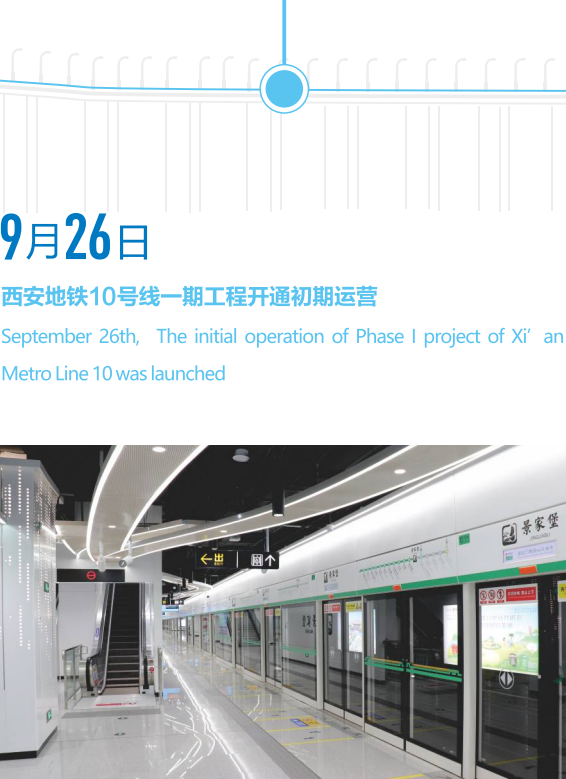 9月26日
西安地铁10号线一期工程开通初期运营
September 26th, The initial operation of Phase I project of Xi’an
Metro Line 10 was launched
景家堡
←出